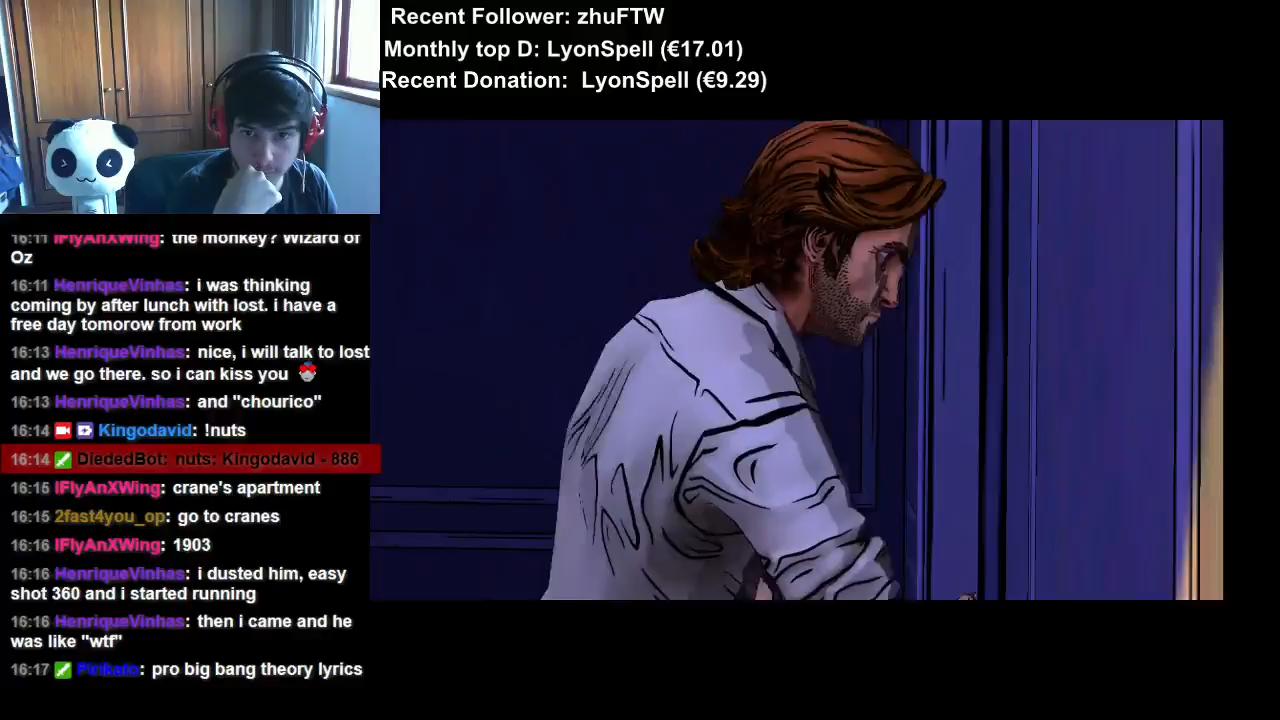 Recent Follower: zhuFTW
Monthly top D: LyonSpell (€17.01)
Recent Donation: LyonSpell (€9.29)
16:11 IFlyAnXWing: the monkey? Wizard of
Oz
16:11 HenriqueVinhas: i was thinking
coming by after lunch with lost. i have a
free day tomorow from work
16:13 HenriqueVinhas: nice, i will talk to lost
and we go there. so i can kiss you
16:13 HenriqueVinhas: and "chourico"
16:14 Kingodavid: !nuts
16:14 DiededBot: nuts: Kingodavid - 886
16:15 IFlyAnXWing: crane's apartment
16:15 2fast4you_op: go to cranes
16:16 IFlyAnXWing: 1903
16:16 HenriqueVinhas: i dusted him, easy
shot 360 and i started running
16:16 HenriqueVinhas: then i came and he
was like "wtf"
16:17 : pro big bang theory lyrics